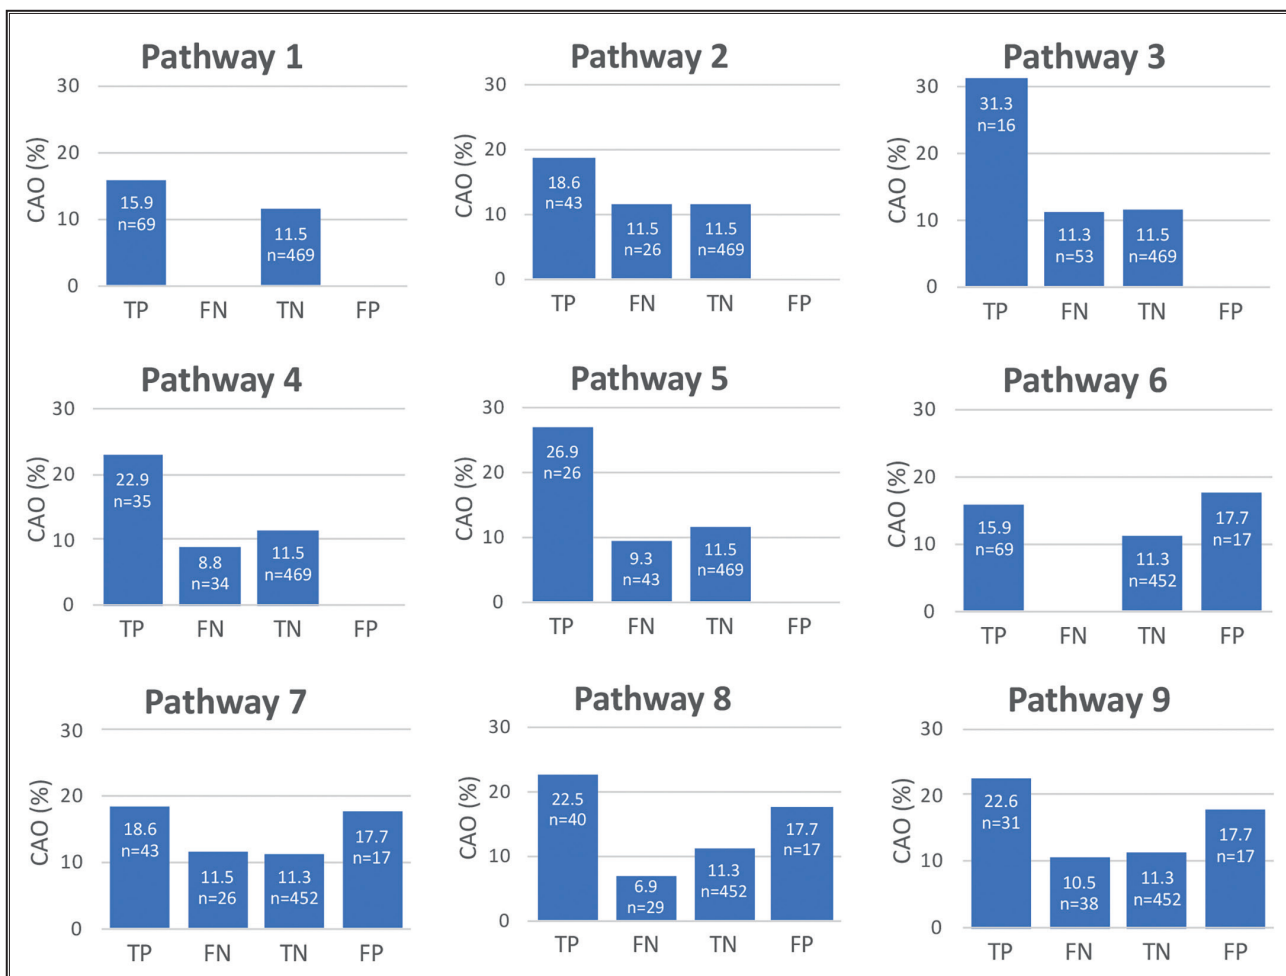 Pathway 1
CAO (%)
30
20
10
0
15.9
n=69
11.5
n=469
TP FN TN FP
Pathway 2
CAO (%)
30
20
10
0
18.6
n=43
11.5
n=26
11.5
n=469
TP FN TN FP
Pathway 3
CAO (%)
30
20
10
0
31.3
n=16
11.3
n=53
11.5
n=469
TP FN TN FP
Pathway 4
CAO (%)
30
20
10
0
22.9
n=35
8.8
n=34
11.5
n=469
TP FN TN FP
Pathway 5
CAO (%)
30
20
10
0
26.9
n=26
9.3
n=43
11.5
n=469
TP FN TN FP
Pathway 6
CAO (%)
30
20
10
0
15.9
n=69
11.3
n=452
17.7
n=17
TP FN TN FP
Pathway 7
CAO (%)
30
20
10
0
18.6
n=43
11.5
n=26
11.3
n=452
17.7
n=17
TP FN TN FP
Pathway 8
CAO (%)
30
20
10
0
22.5
n=40
6.9
n=29
11.3
n=452
17.7
n=17
TP FN TN FP
Pathway 9
CAO (%)
30
20
10
0
22.6
n=31
10.5
n=38
11.3
n=452
17.7
n=17
TP FN TN FP